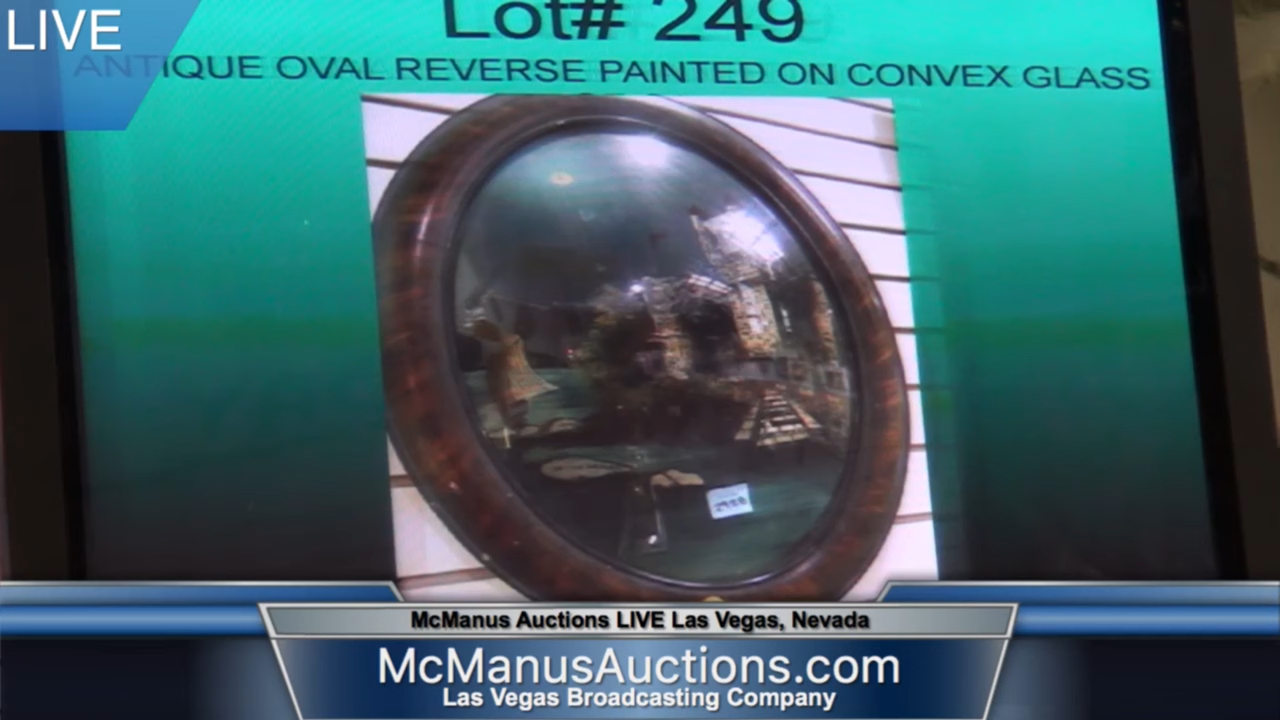 LIVE
Lot# 249
ANTIQUE OVAL REVERSE PAINTED ON CONVEX GLASS
McManus Auctions LIVE Las Vegas, Nevada
McManusAuctions.com
Las Vegas Broadcasting Company